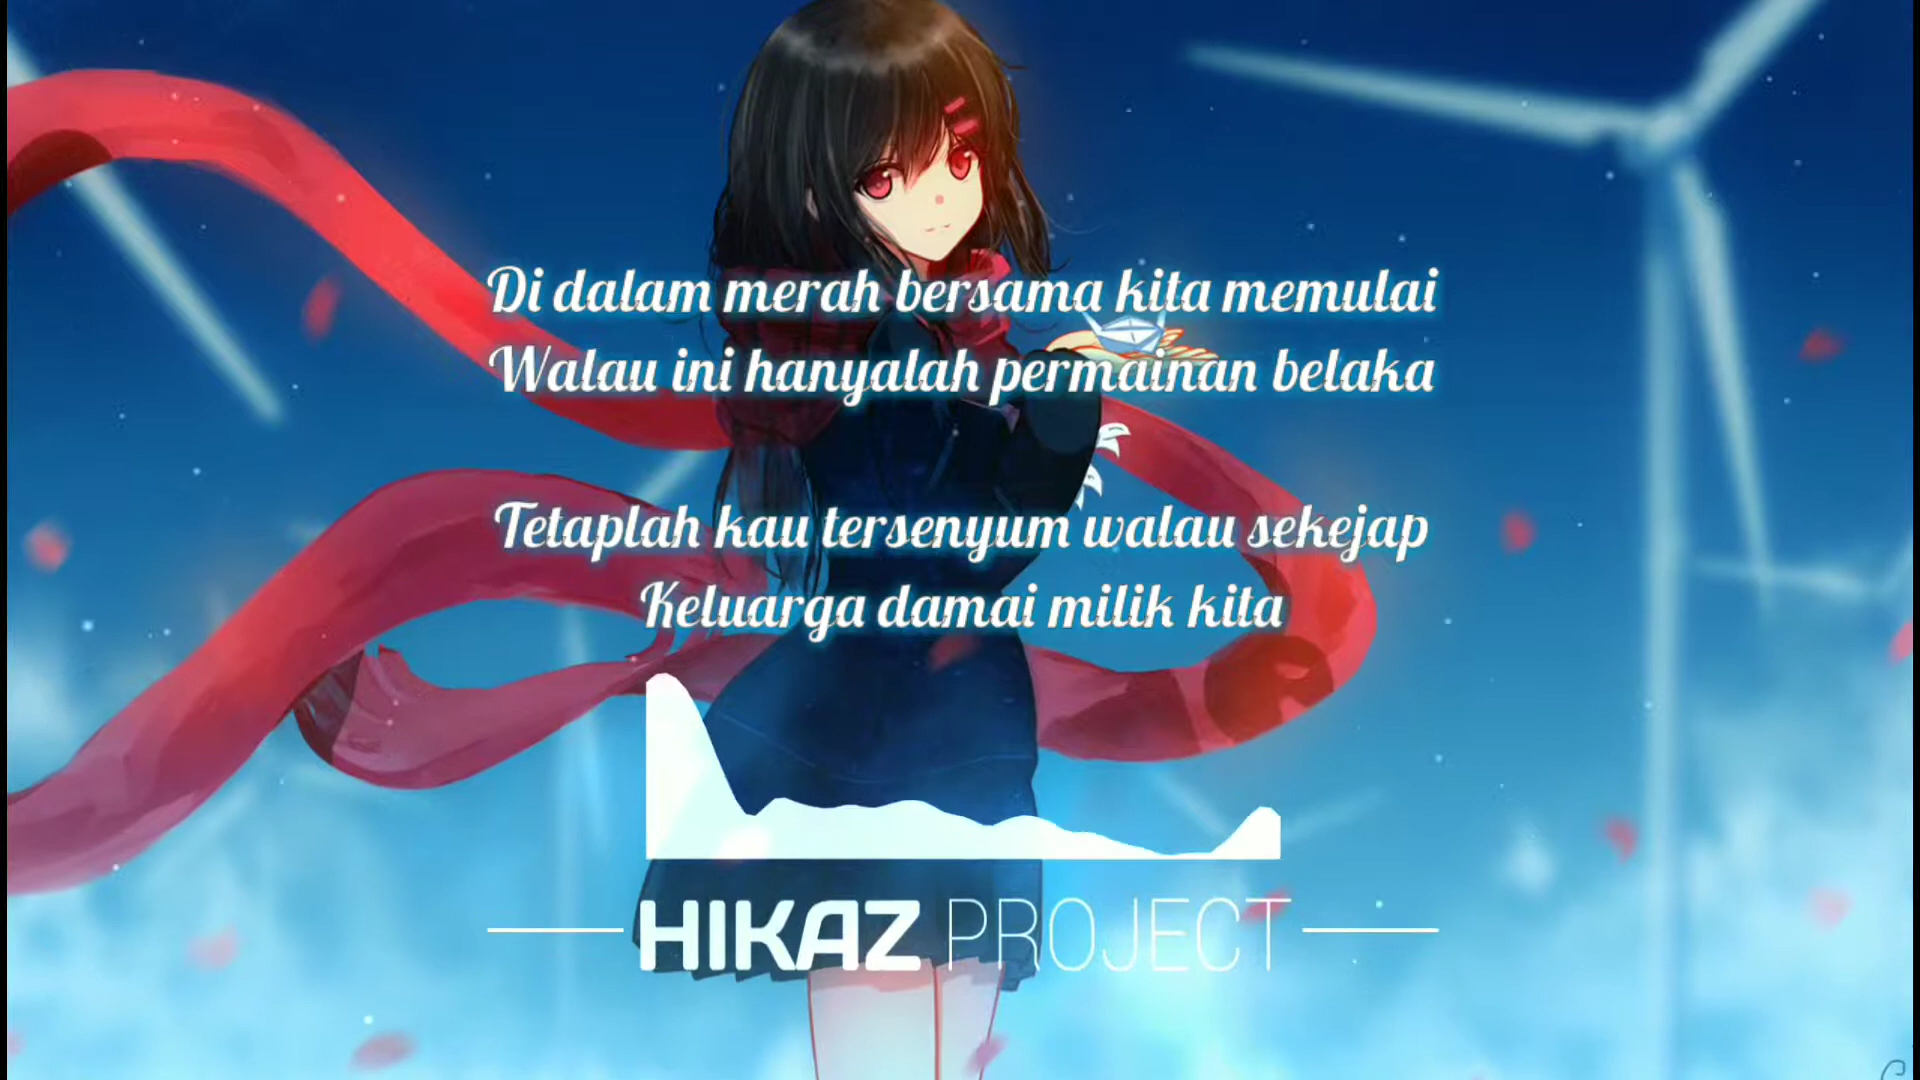 Di dalam merah bersama kita memulai
Walau ini hanyalah permainan belaka
Tetaplah kau tersenyum walau sekejap
Keluarga damai milik kita
HIKAZ PROJECT